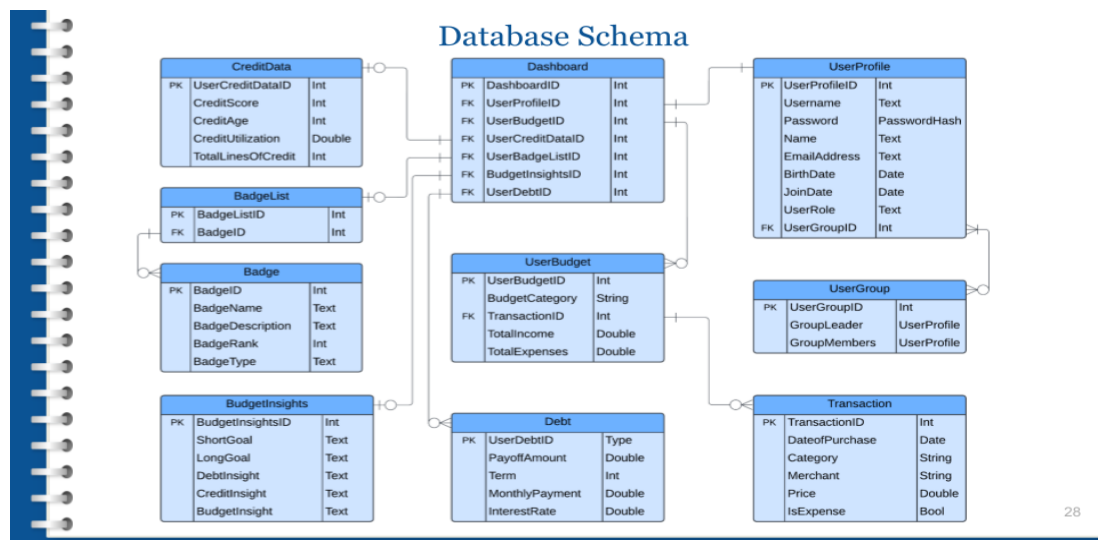 Database Schema
CreditData
PK UserCreditDataID Int
CreditScore Int
CreditAge Int
CreditUtilization Double
TotalLinesOfCredit Int
BadgeList
PK BadgeListID Int
FK BadgeID Int
Badge
PK BadgeID Int
BadgeName Text
BadgeDescription Text
BadgeRank Int
BadgeType Text
BudgetInsights
PK BudgetInsightsID Int
ShortGoal Text
LongGoal Text
DebtInsight Text
CreditInsight Text
BudgetInsight Text
Dashboard
PK DashboardID Int
FK UserProfileID Int
FK UserBudgetID Int
FK UserCreditDataID Int
FK UserBadgeListID Int
FK BudgetInsightsID Int
FK UserDebtID Int
UserBudget
PK UserBudgetID Int
BudgetCategory String
FK TransactionID Int
TotalIncome Double
TotalExpenses Double
Debt
PK UserDebtID Type
PayoffAmount Double
Term Int
MonthlyPayment Double
InterestRate Double
UserProfile
PK UserProfileID Int
Username Text
Password PasswordHash
Name Text
EmailAddress Text
BirthDate Date
JoinDate Date
UserRole Text
FK UserGroupID Int
UserGroup
PK UserGroupID Int
GroupLeader UserProfile
GroupMembers UserProfile
Transaction
PK TransactionID Int
DateofPurchase Date
Category String
Merchant String
Price Double
IsExpense Bool
28